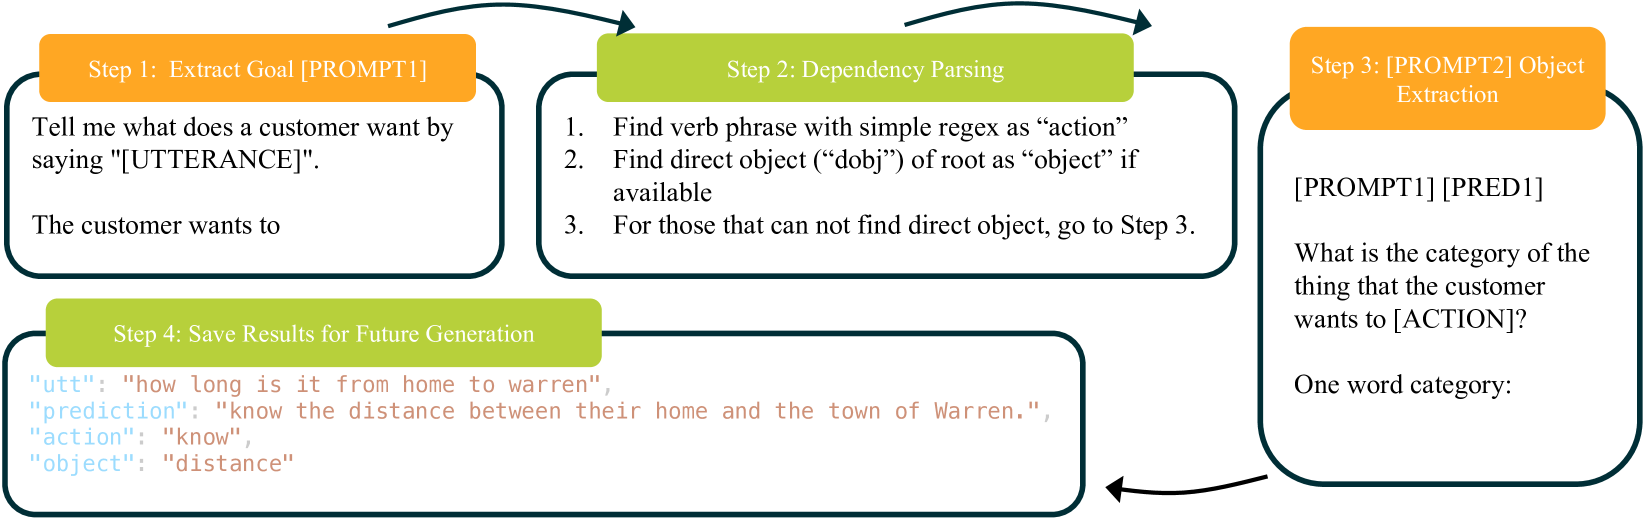 Step 1:  Extract Goal [PROMPT1]
Tell me what does a customer want by
saying "[UTTERANCE]".
The customer wants to
Step 2: Dependency Parsing
1. Find verb phrase with simple regex as “action”
2. Find direct object (“dobj”) of root as “object” if
available
3. For those that can not find direct object, go to Step 3.
Step 3: [PROMPT2] Object
Extraction
[PROMPT1] [PRED1]
What is the category of the
thing that the customer
wants to [ACTION]?
One word category:
Step 4: Save Results for Future Generation
"utt": "how long is it from home to warren",
"prediction": "know the distance between their home and the town of Warren.",
"action": "know",
"object": "distance"